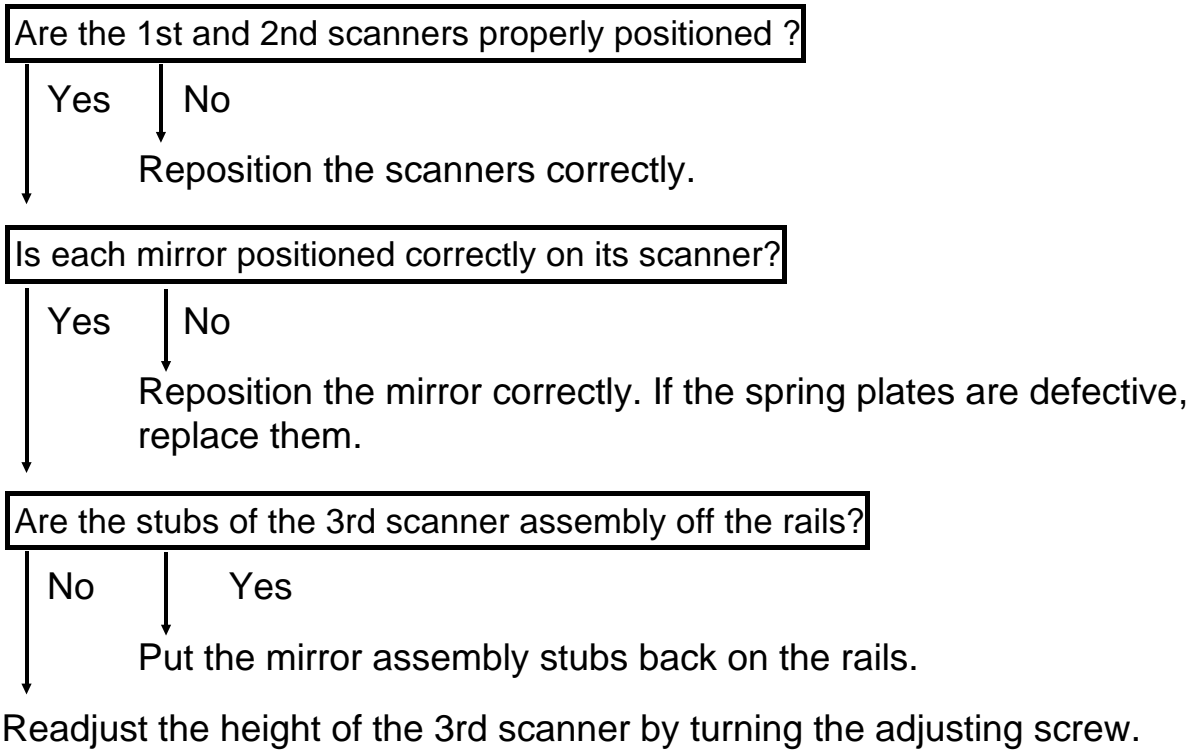 Are the 1st and 2nd scanners properly positioned ?
Yes No
Reposition the scanners correctly.
Is each mirror positioned correctly on its scanner?
Yes No
Reposition the mirror correctly. If the spring plates are defective,
replace them.
Are the stubs of the 3rd scanner assembly off the rails?
No Yes
Put the mirror assembly stubs back on the rails.
Readjust the height of the 3rd scanner by turning the adjusting screw.